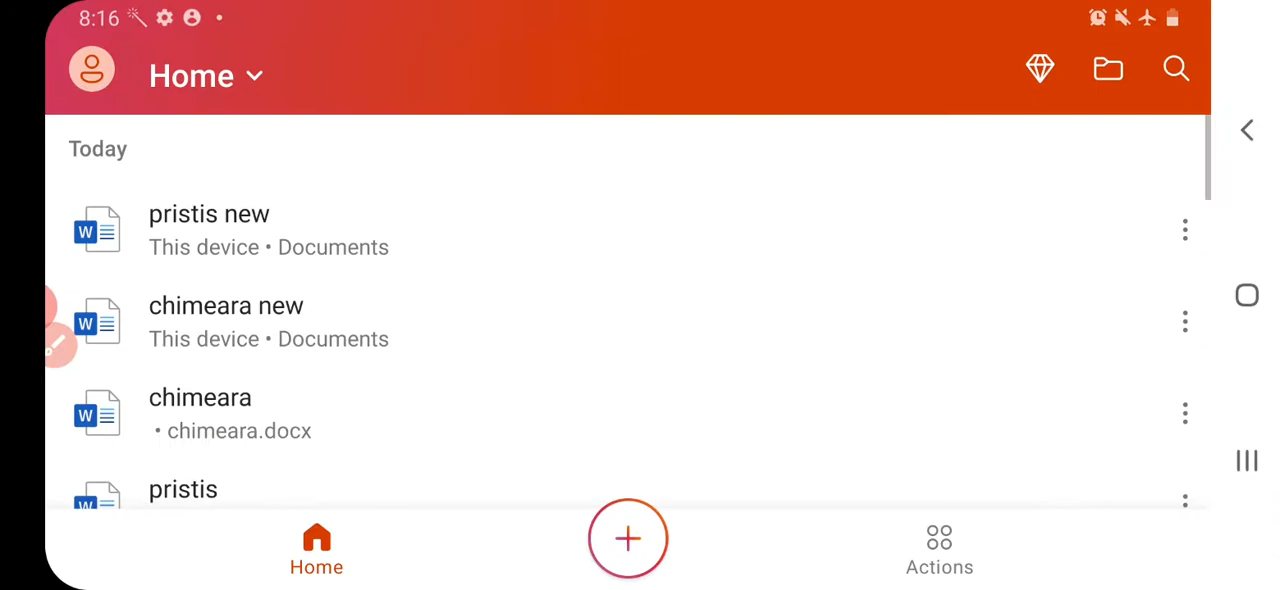 8:16
Home
Today
pristis new
This device • Documents
chimeara new
This device • Documents
chimeara
• chimeara.docx
pristis
Home
Actions